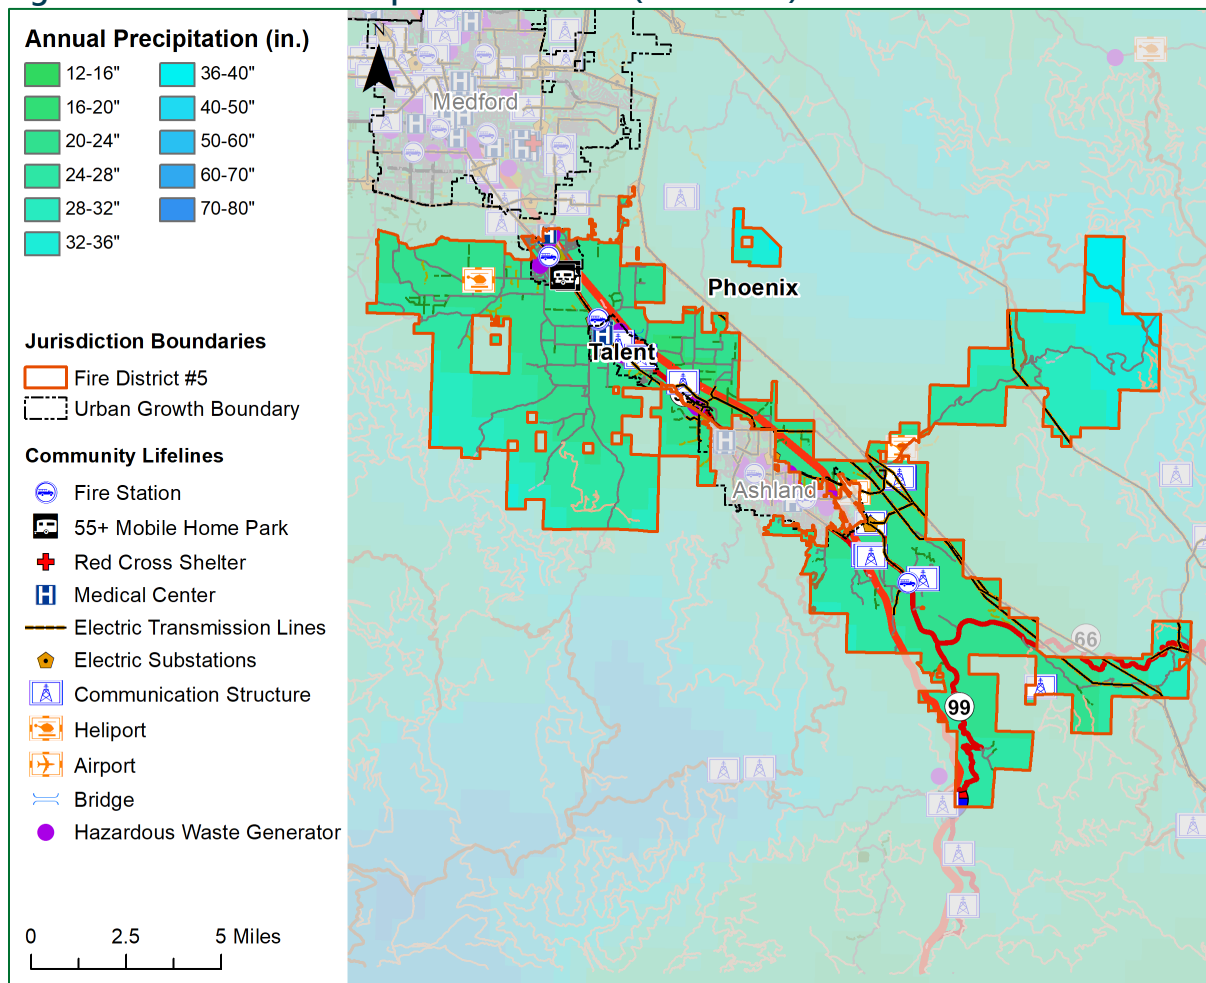 Annual Precipitation (in.)
12-16"
16-20"
20-24"
24-28"
28-32"
32-36"
36-40"
40-50"
50-60"
60-70"
70-80"
Jurisdiction Boundaries
Fire District #5
Urban Growth Boundary
Community Lifelines
Fire Station
55+ Mobile Home Park
Red Cross Shelter
Medical Center
Electric Transmission Lines
Electric Substations
Communication Structure
Heliport
Airport
Bridge
Hazardous Waste Generator
0 2.5 5 Miles
N
Medford
Phoenix
Talent
Ashland
66
99